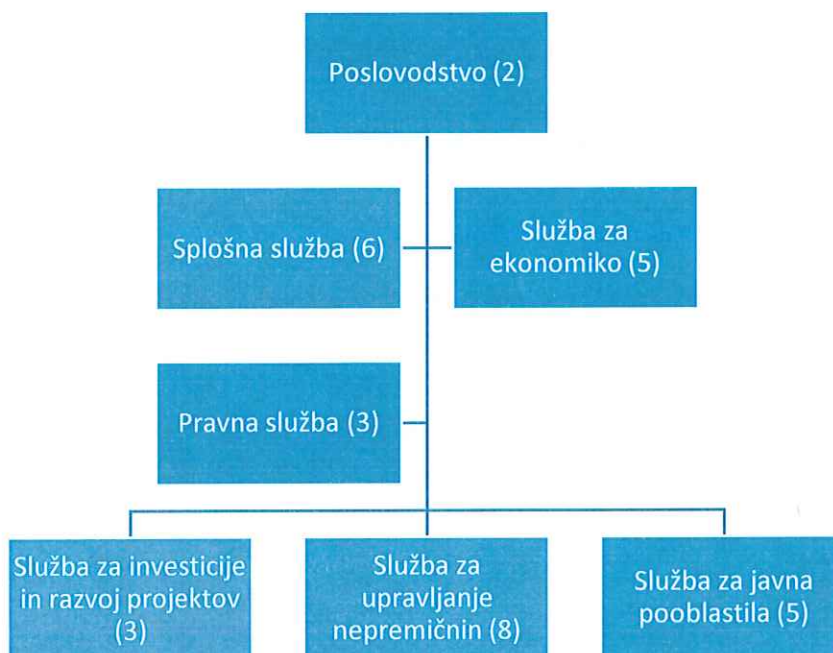 Poslovodstvo (2)
Splošna služba (6)
Služba za
ekonomiko (5)
Pravna služba (3)
Služba za investicije
in razvoj projektov
(3)
Služba za
upravljanje
nepremičnin (8)
Služba za javna
pooblastila (5)